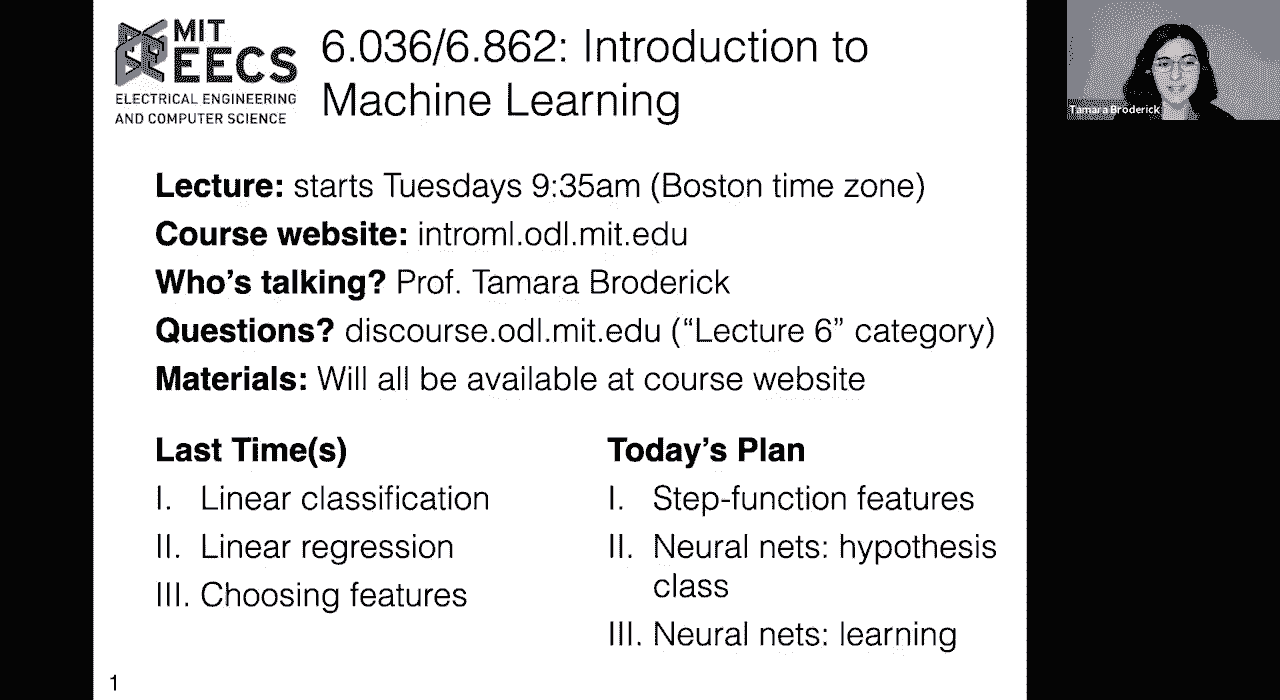 MIT
EECS
ELECTRICAL ENGINEERING
AND COMPUTER SCIENCE
6.036/6.862: Introduction to
Machine Learning
Tamara Broderick
Lecture: starts Tuesdays 9:35am (Boston time zone)
Course website: introml.odl.mit.edu
Who's talking? Prof. Tamara Broderick
Questions? discourse.odl.mit.edu (“Lecture 6” category)
Materials: Will all be available at course website
Last Time(s)
I. Linear classification
II. Linear regression
III. Choosing features
Today's Plan
I. Step-function features
II. Neural nets: hypothesis
class
III. Neural nets: learning
1